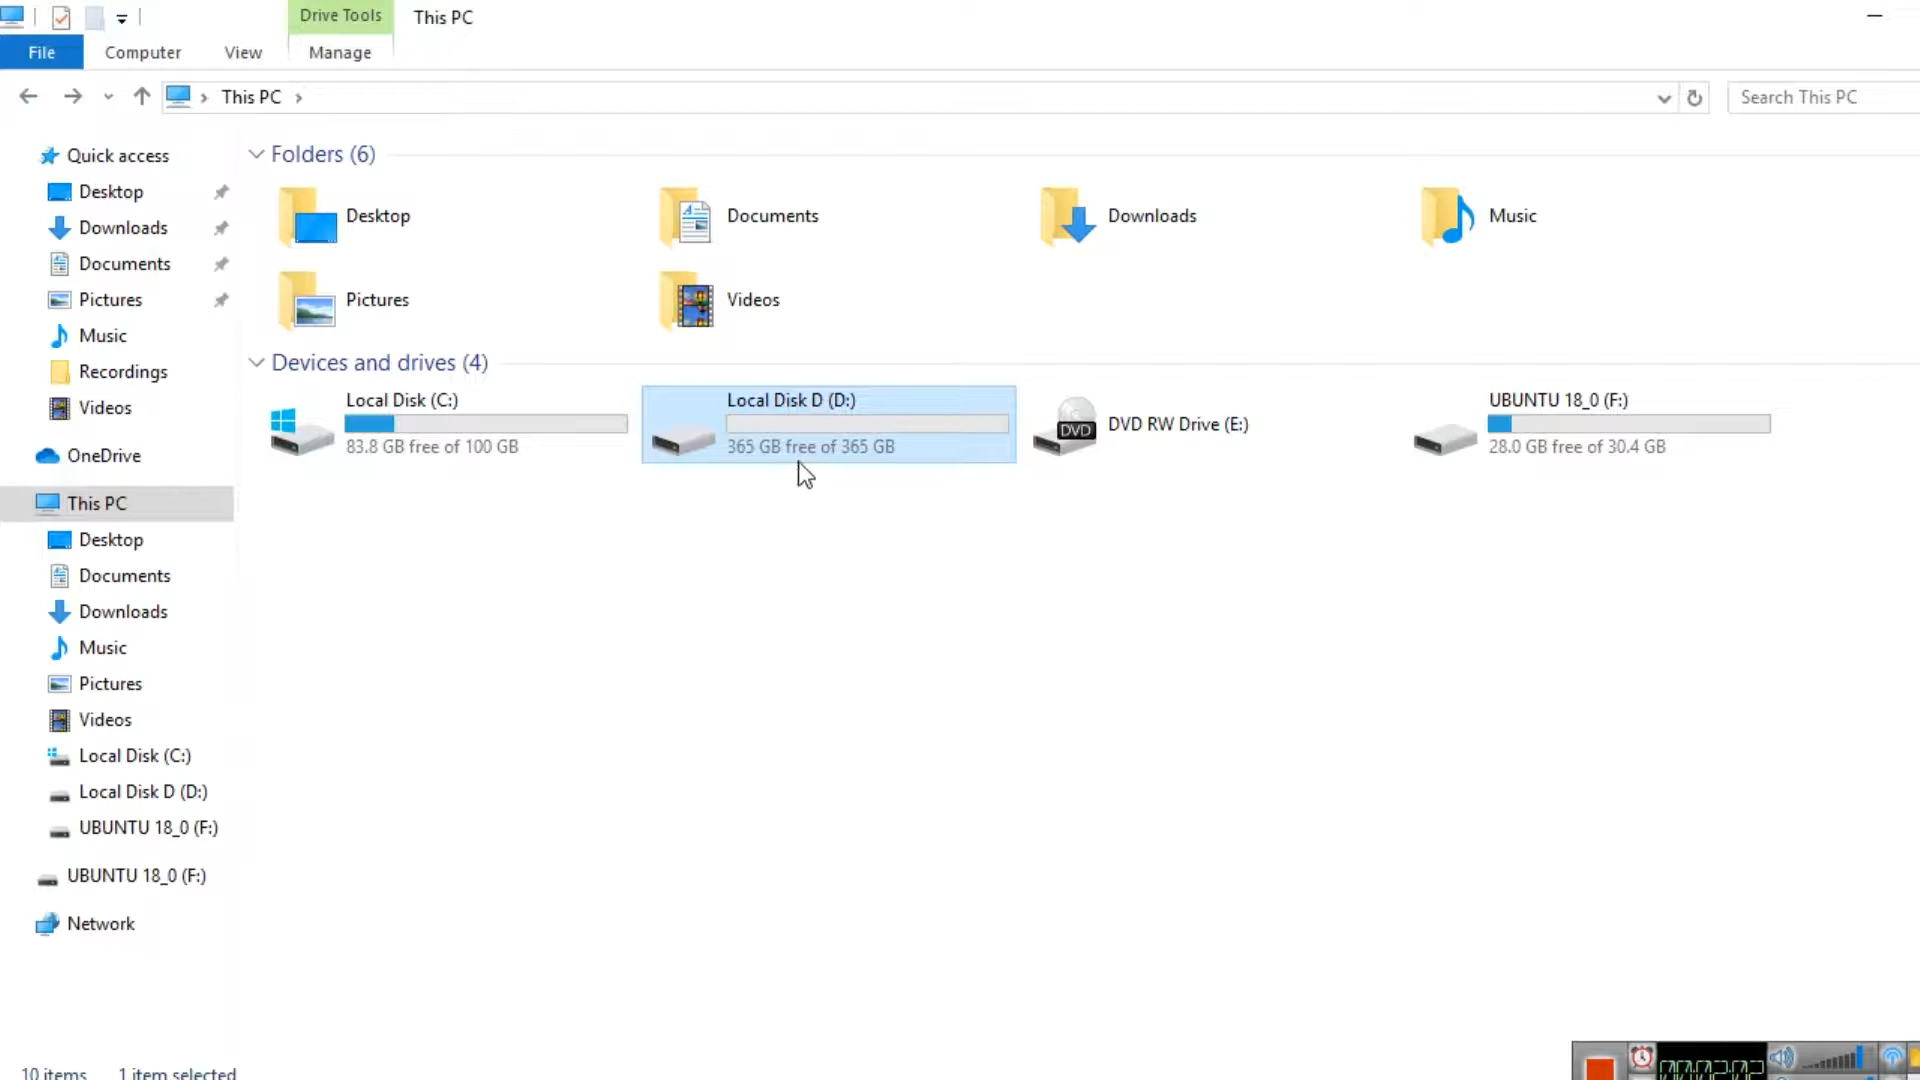 Drive Tools
This PC
File
Computer
View
Manage
This PC
Search This PC
Quick access
Desktop
Downloads
Documents
Pictures
Music
Recordings
Videos
OneDrive
This PC
Desktop
Documents
Downloads
Music
Pictures
Videos
Local Disk (C:)
Local Disk D (D:)
UBUNTU 18_0 (F:)
UBUNTU 18_0 (F:)
Network
Folders (6)
Desktop
Documents
Downloads
Music
Pictures
Videos
Devices and drives (4)
Local Disk (C:)
83.8 GB free of 100 GB
Local Disk D (D:)
365 GB free of 365 GB
DVD
DVD RW Drive (E:)
UBUNTU 18_0 (F:)
28.0 GB free of 30.4 GB
10 items
1 item selected